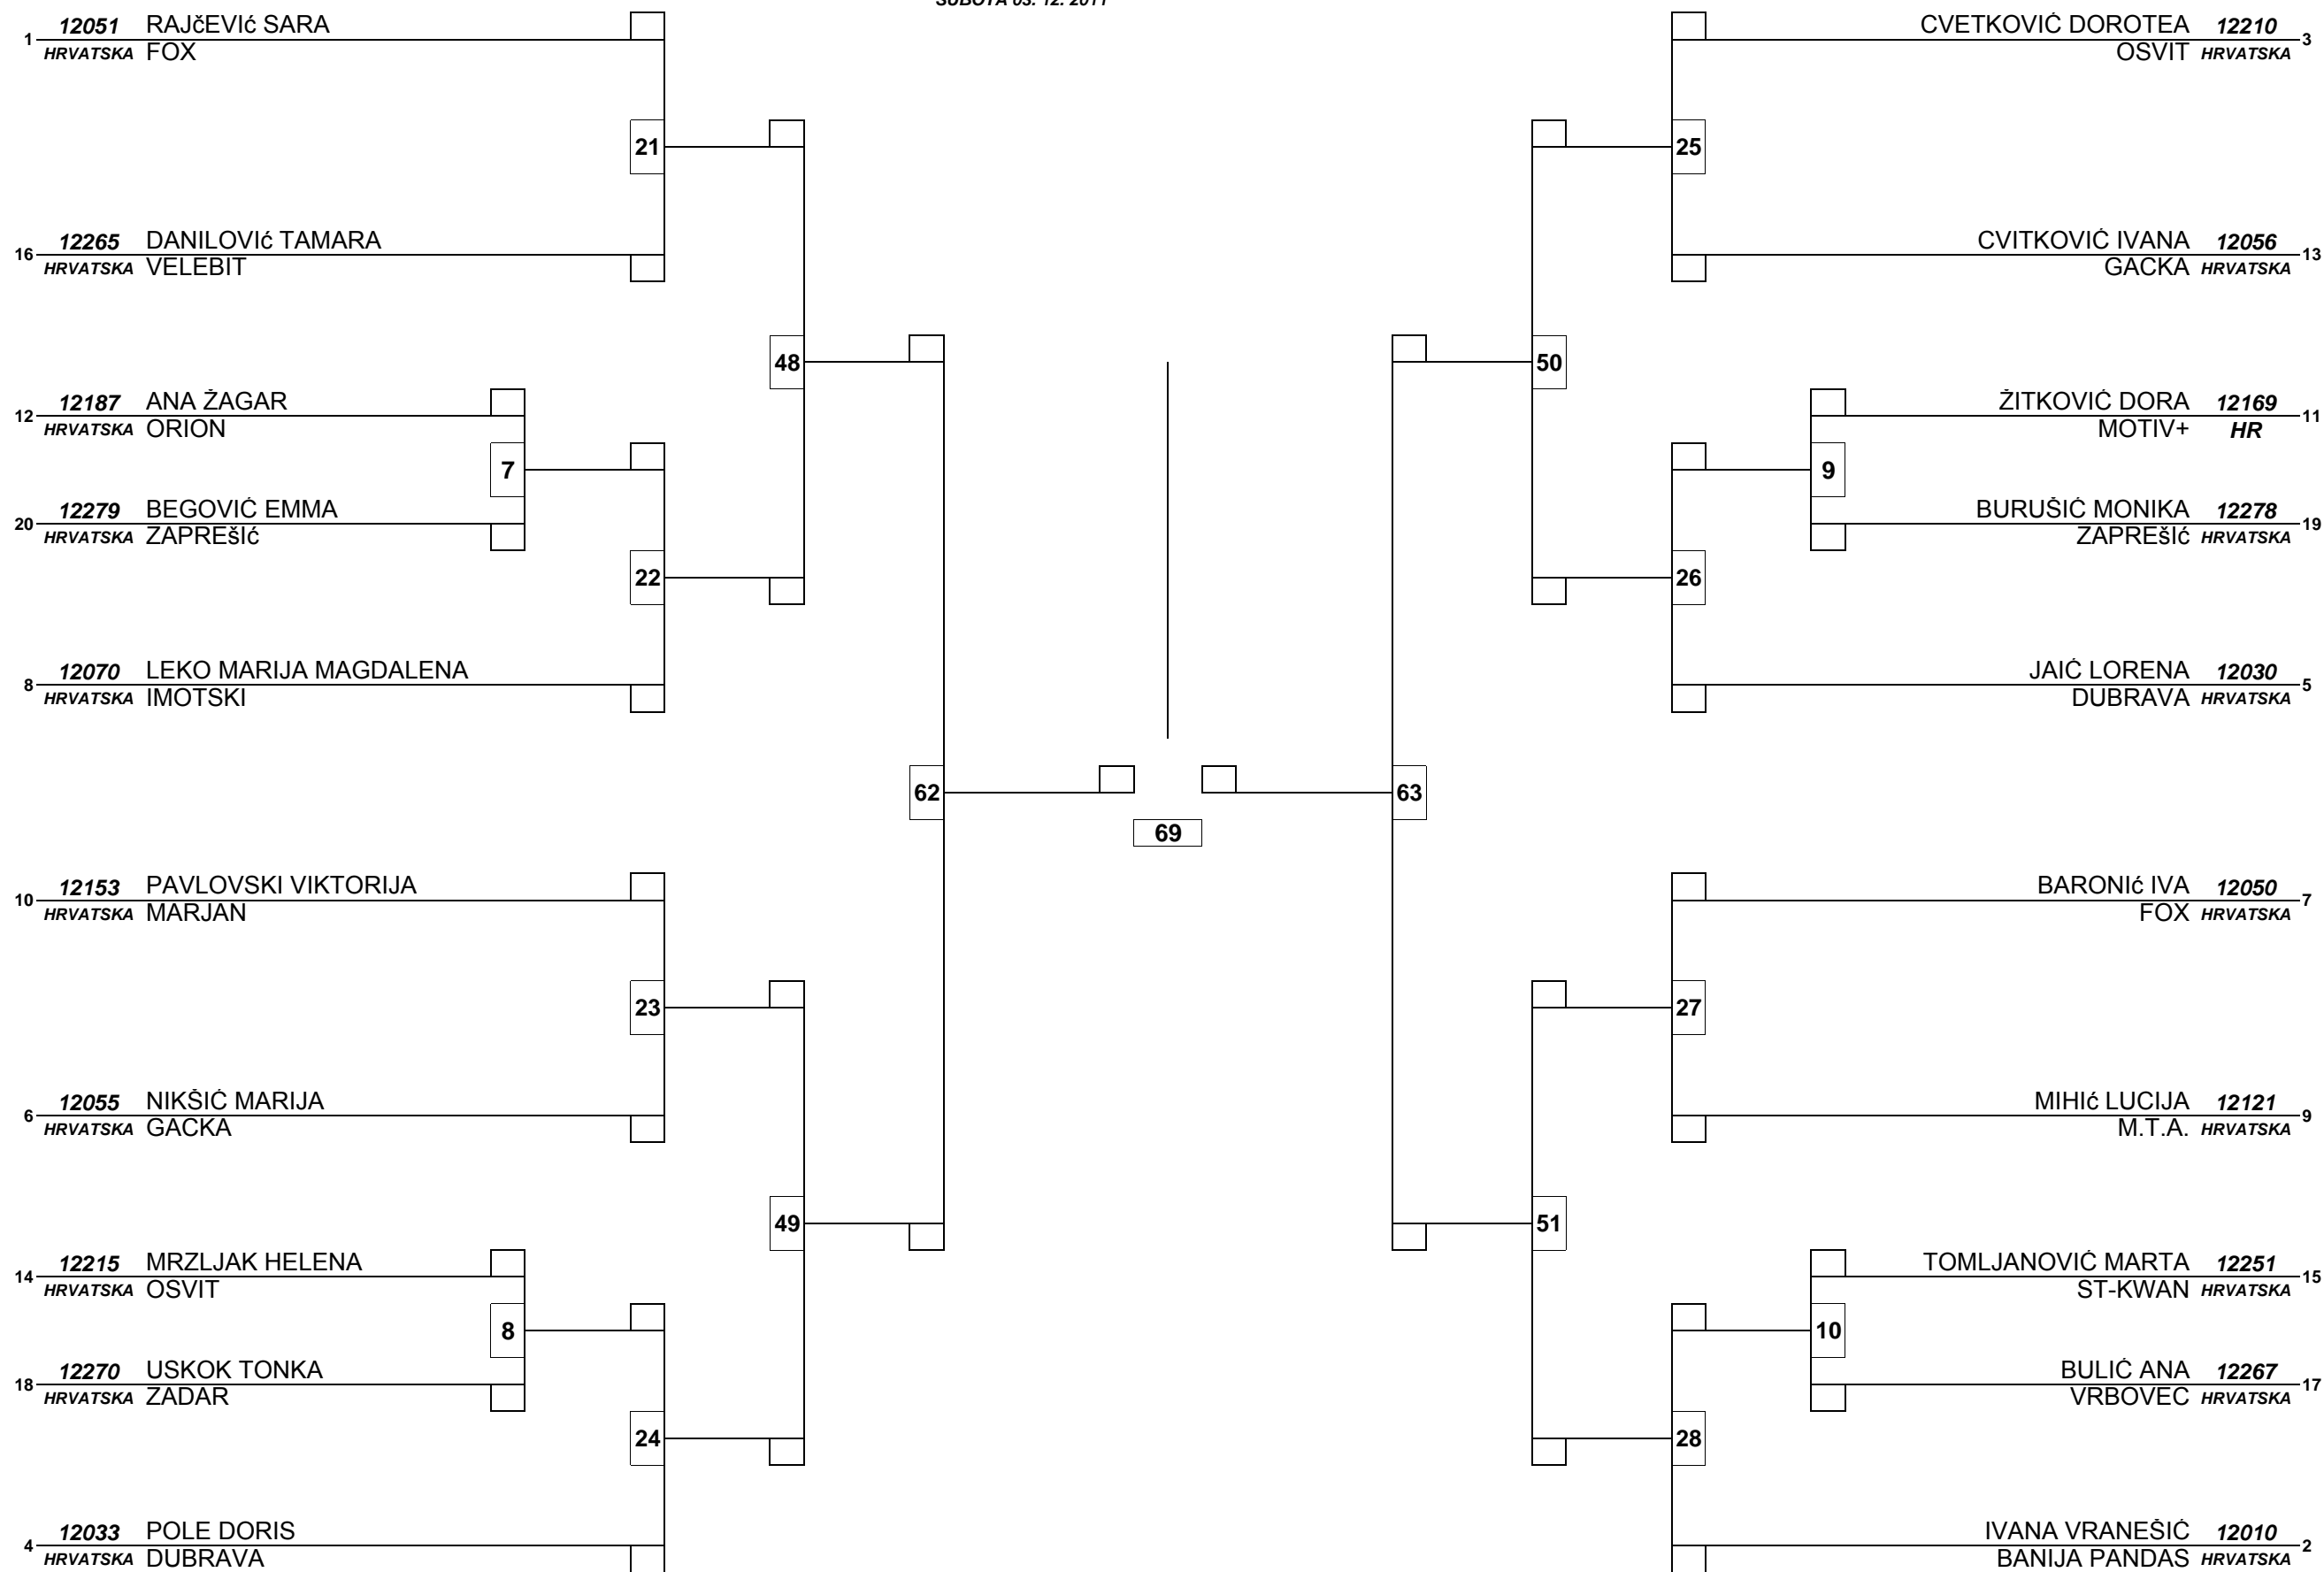 SUBOTA 03. 12. 2011
1 12051 RAJčEVIć SARA
HRVATSKA FOX
21
16 12265 DANILOVIć TAMARA
HRVATSKA VELEBIT
48
12 12187 ANA ŽAGAR
HRVATSKA ORION
7
20 12279 BEGOVIĆ EMMA
HRVATSKA ZAPREšIć
22
8 12070 LEKO MARIJA MAGDALENA
HRVATSKA IMOTSKI
62
10 12153 PAVLOVSKI VIKTORIJA
HRVATSKA MARJAN
23
6 12055 NIKŠIĆ MARIJA
HRVATSKA GACKA
49
14 12215 MRZLJAK HELENA
HRVATSKA OSVIT
8
18 12270 USKOK TONKA
HRVATSKA ZADAR
24
4 12033 POLE DORIS
HRVATSKA DUBRAVA
69
CVETKOVIĆ DOROTEA 12210 3
OSVIT HRVATSKA
25
CVITKOVIĆ IVANA 12056 13
GACKA HRVATSKA
50
ŽITKOVIĆ DORA 12169 11
MOTIV+ HR
9
BURUŠIĆ MONIKA 12278 19
ZAPREšIć HRVATSKA
26
JAIĆ LORENA 12030 5
DUBRAVA HRVATSKA
63
BARONIć IVA 12050 7
FOX HRVATSKA
27
MIHIć LUCIJA 12121 9
M.T.A. HRVATSKA
51
TOMLJANOVIĆ MARTA 12251 15
ST-KWAN HRVATSKA
10
BULIĆ ANA 12267 17
VRBOVEC HRVATSKA
28
IVANA VRANEŠIĆ 12010 2
BANIJA PANDAS HRVATSKA